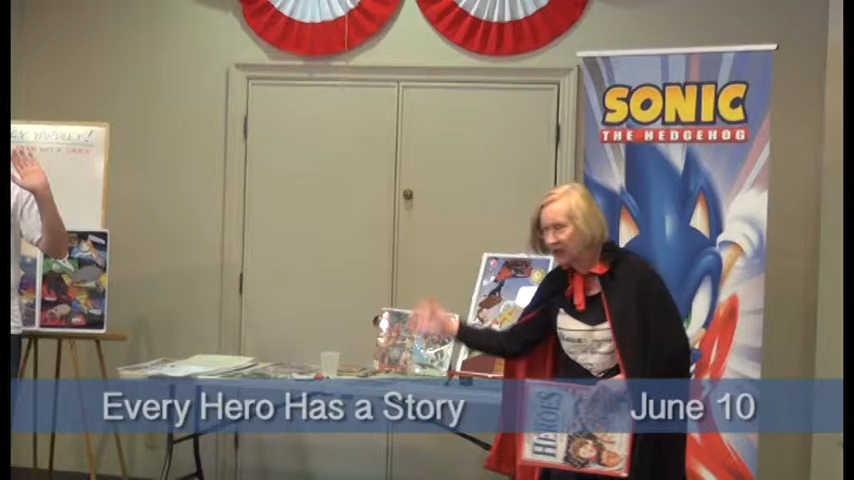 SONIC
THE HEDGEHOG
HEROES
Every Hero Has a Story
June 10